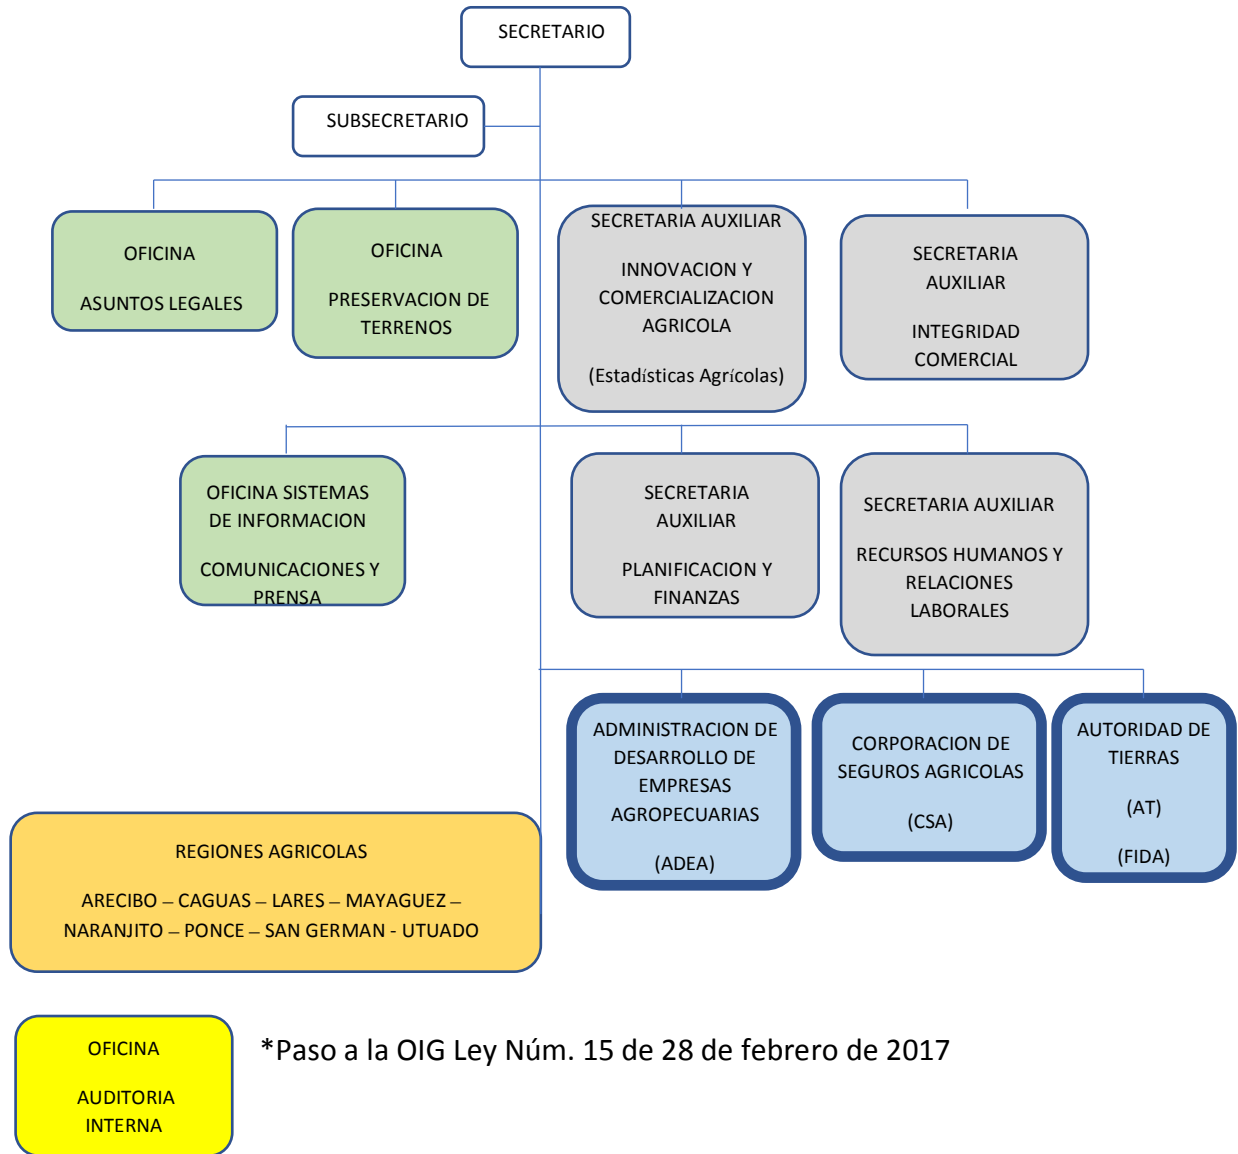 SECRETARIO
SUBSECRETARIO
OFICINA
ASUNTOS LEGALES
OFICINA
PRESERVACION DE
TERRENOS
SECRETARIA AUXILIAR
INNOVACION Y
COMERCIALIZACION
AGRICOLA
(Estadísticas Agrícolas)
SECRETARIA
AUXILIAR
INTEGRIDAD
COMERCIAL
OFICINA SISTEMAS
DE INFORMACION
COMUNICACIONES Y
PRENSA
SECRETARIA
AUXILIAR
PLANIFICACION Y
FINANZAS
SECRETARIA AUXILIAR
RECURSOS HUMANOS Y
RELACIONES
LABORALES
ADMINISTRACION DE
DESARROLLO DE
EMPRESAS
AGROPECUARIAS
(ADEA)
CORPORACION DE
SEGUROS AGRICOLAS
(CSA)
AUTORIDAD DE
TIERRAS
(AT)
(FIDA)
REGIONES AGRICOLAS
ARECIBO – CAGUAS – LARES – MAYAGUEZ –
NARANJITO – PONCE – SAN GERMAN - UTUADO
OFICINA
AUDITORIA
INTERNA
*Paso a la OIG Ley Núm. 15 de 28 de febrero de 2017